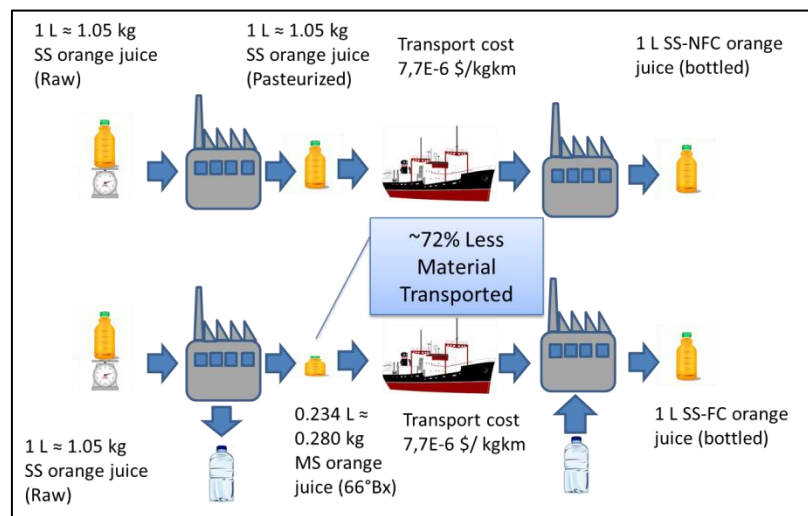 1 L ≈ 1.05 kg
SS orange juice
(Raw)
1 L ≈ 1.05 kg
SS orange juice
(Pasteurized)
Transport cost
7,7E-6 $/kgkm
1 L SS-NFC orange
juice (bottled)
~72% Less
Material
Transported
1 L ≈ 1.05 kg
SS orange juice
(Raw)
0.234 L ≈
0.280 kg
MS orange
juice (66°Bx)
Transport cost
7,7E-6 $/ kgkm
1 L SS-FC orange
juice (bottled)